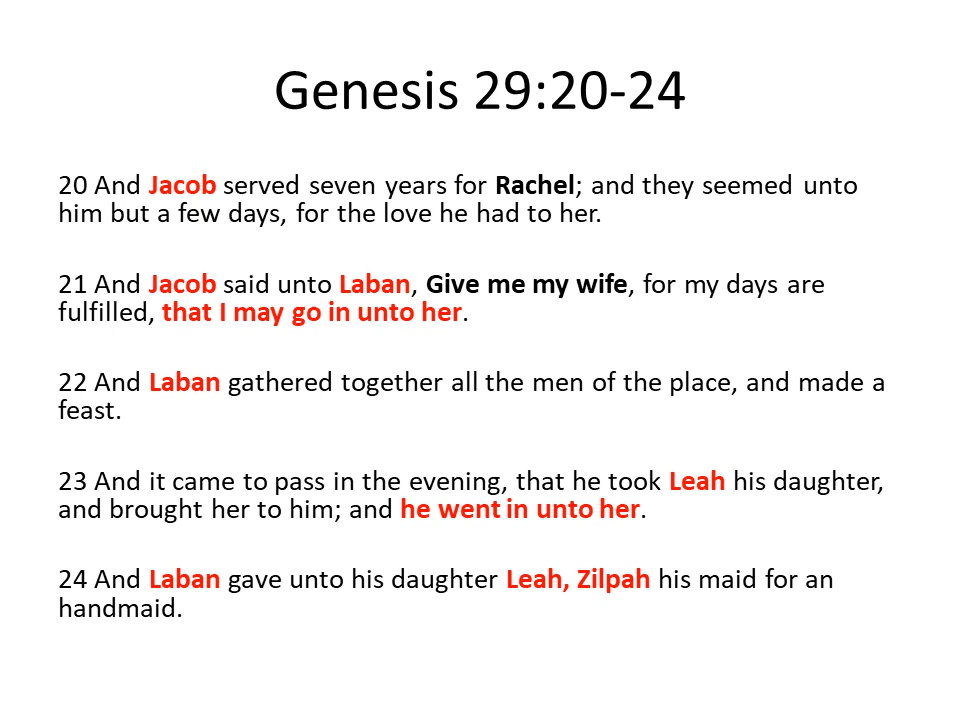 Genesis 29:20-24
20 And Jacob served seven years for Rachel; and they seemed unto
him but a few days, for the love he had to her.
21 And Jacob said unto Laban, Give me my wife, for my days are
fulfilled, that I may go in unto her.
22 And Laban gathered together all the men of the place, and made a
feast.
23 And it came to pass in the evening, that he took Leah his daughter,
and brought her to him; and he went in unto her.
24 And Laban gave unto his daughter Leah, Zilpah his maid for an
handmaid.